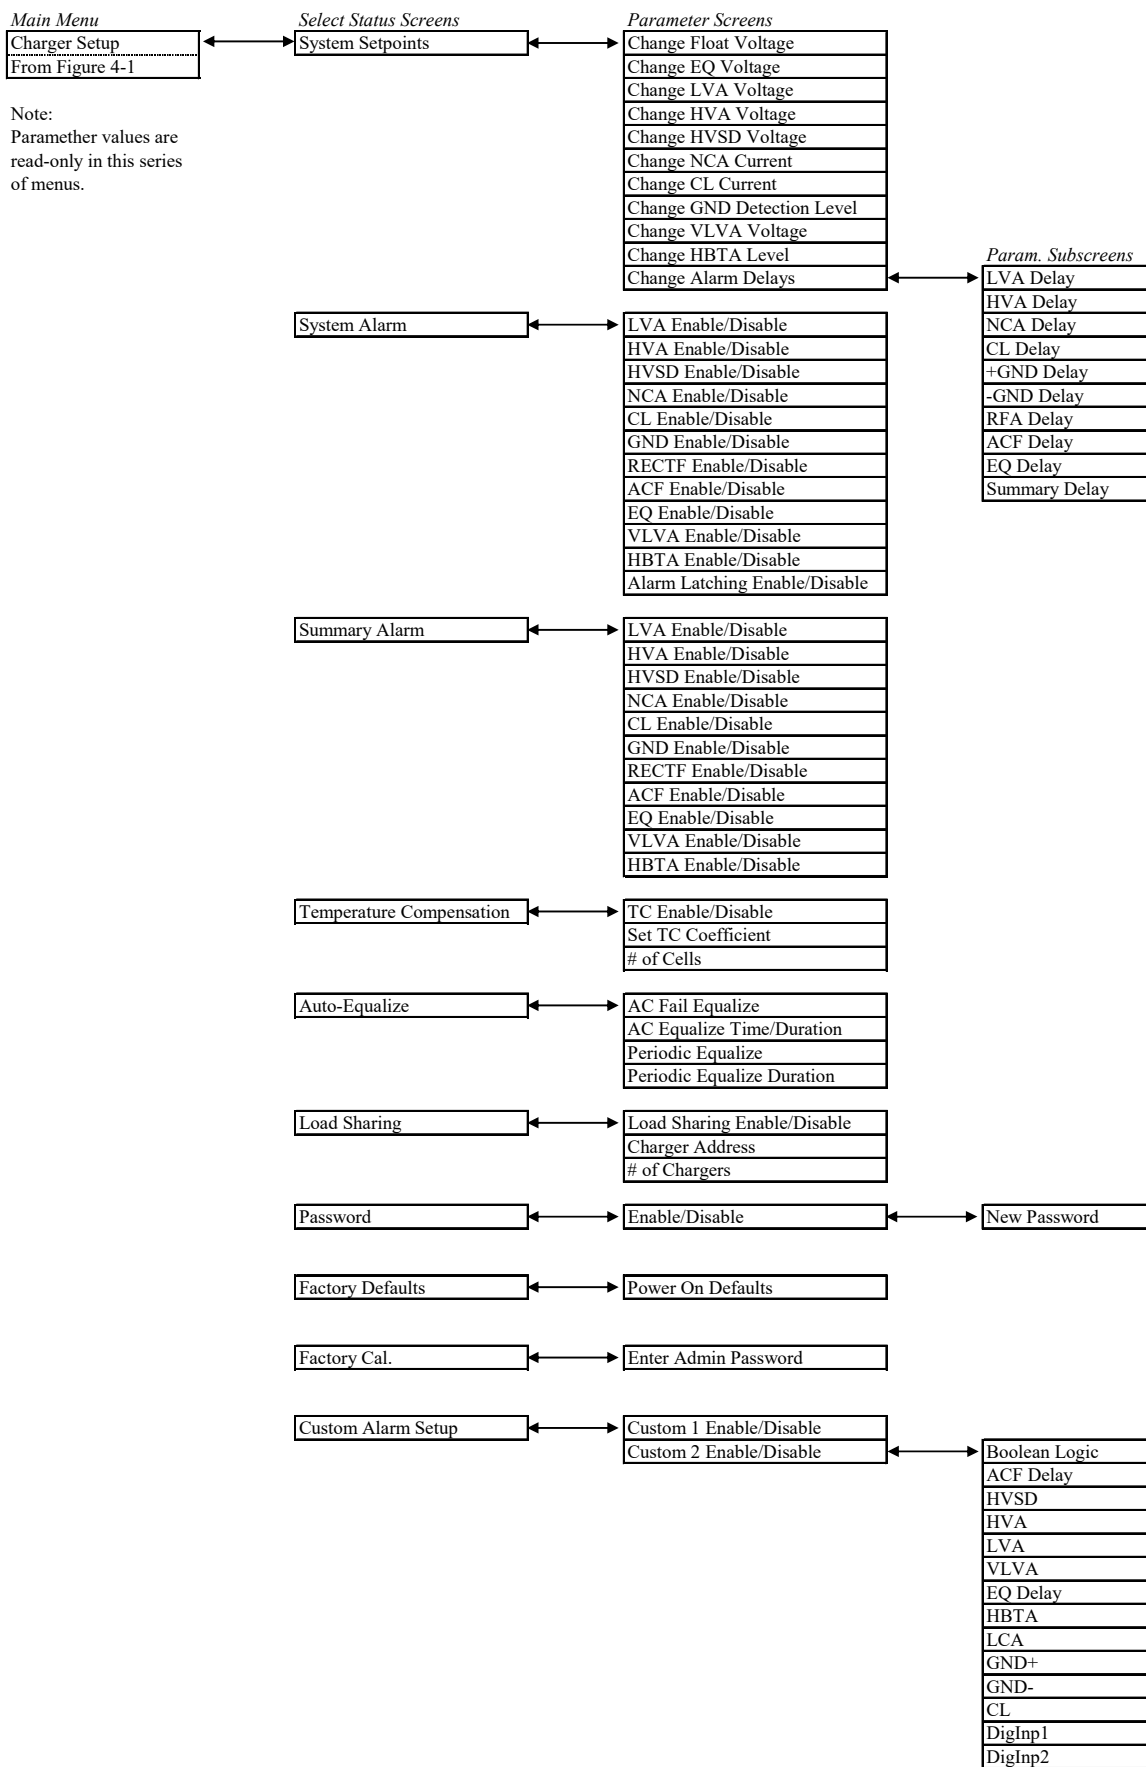 Main Menu
Select Status Screens
Parameter Screens
Charger Setup
System Setpoints
Change Float Voltage
From Figure 4-1
Change EQ Voltage
Change LVA Voltage
Note:
Change HVA Voltage
Paramether values are
Change HVSD Voltage
read-only in this series
Change NCA Current
of menus.
Change CL Current
Change GND Detection Level
Change VLVA Voltage
Change HBTA Level
Param. Subscreens
Change Alarm Delays
LVA Delay
HVA Delay
System Alarm
LVA Enable/Disable
NCA Delay
HVA Enable/Disable
CL Delay
HVSD Enable/Disable
+GND Delay
NCA Enable/Disable
-GND Delay
CL Enable/Disable
RFA Delay
GND Enable/Disable
ACF Delay
RECTF Enable/Disable
EQ Delay
ACF Enable/Disable
Summary Delay
EQ Enable/Disable
VLVA Enable/Disable
HBTA Enable/Disable
Alarm Latching Enable/Disable
Summary Alarm
LVA Enable/Disable
HVA Enable/Disable
HVSD Enable/Disable
NCA Enable/Disable
CL Enable/Disable
GND Enable/Disable
RECTF Enable/Disable
ACF Enable/Disable
EQ Enable/Disable
VLVA Enable/Disable
HBTA Enable/Disable
Temperature Compensation
TC Enable/Disable
Set TC Coefficient
# of Cells
Auto-Equalize
AC Fail Equalize
AC Equalize Time/Duration
Periodic Equalize
Periodic Equalize Duration
Load Sharing
Load Sharing Enable/Disable
Charger Address
# of Chargers
Password
Enable/Disable
New Password
Factory Defaults
Power On Defaults
Factory Cal.
Enter Admin Password
Custom Alarm Setup
Custom 1 Enable/Disable
Custom 2 Enable/Disable
Boolean Logic
ACF Delay
HVSD
HVA
LVA
VLVA
EQ Delay
HBTA
LCA
GND+
GND-
CL
DigInp1
DigInp2